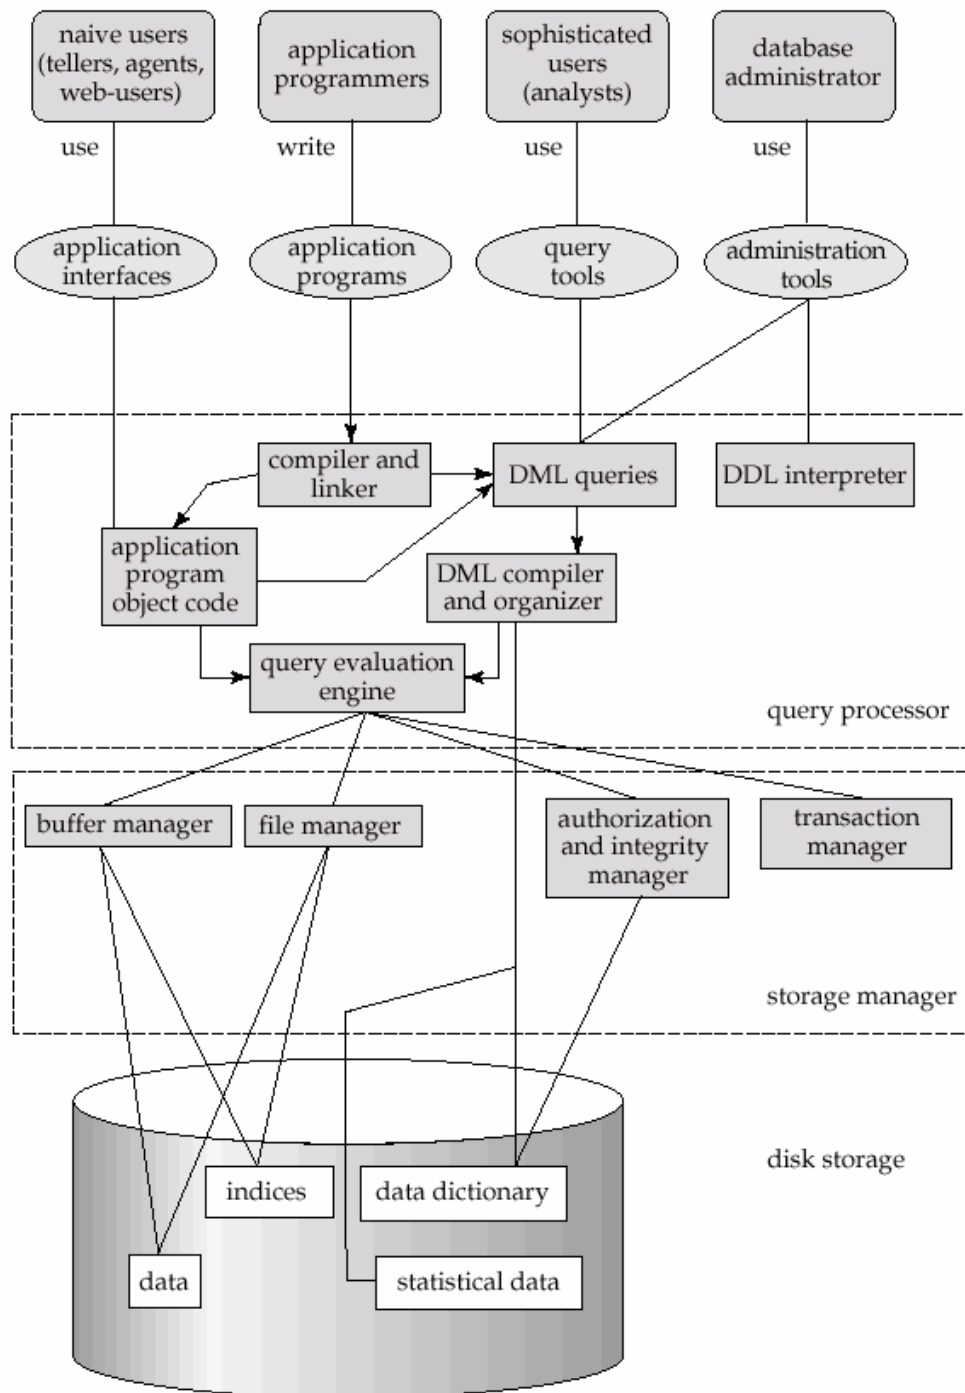 naive users
(tellers, agents,
web-users)
application
programmers
sophisticated
users
(analysts)
database
administrator
use
write
use
use
application
interfaces
application
programs
query
tools
administration
tools
compiler and
linker
DML queries
DDL interpreter
application
program
object code
DML compiler
and organizer
query evaluation
engine
query processor
buffer manager
file manager
authorization
and integrity
manager
transaction
manager
storage manager
disk storage
indices
data dictionary
data
statistical data